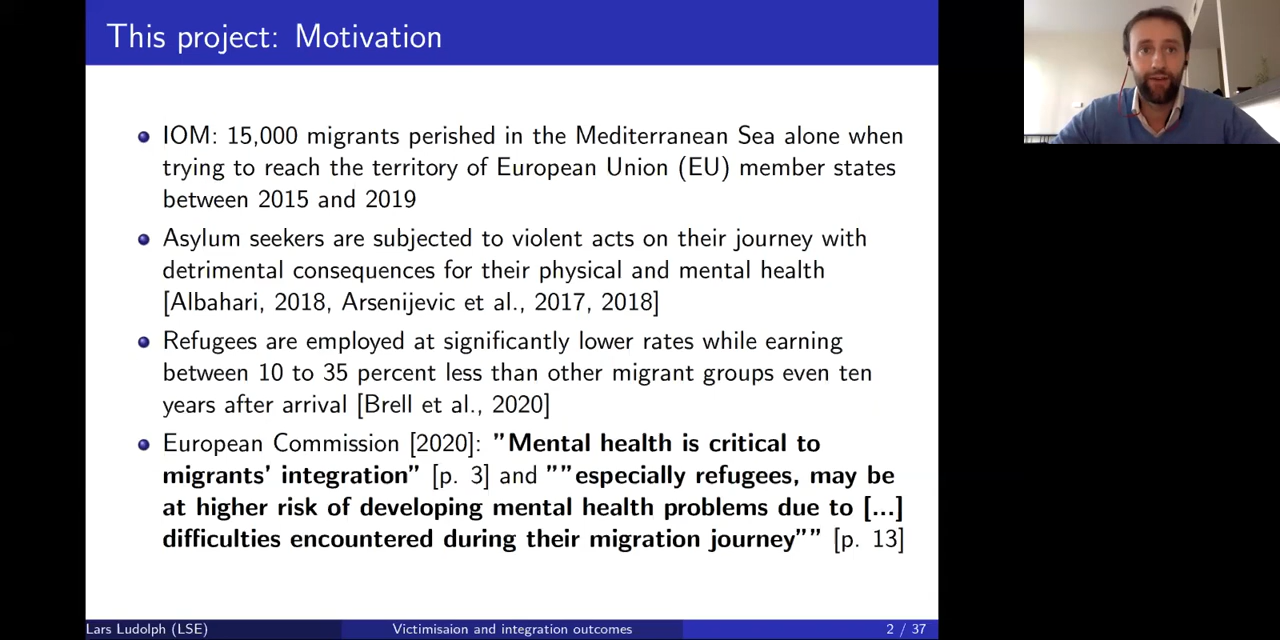 This project: Motivation
IOM: 15,000 migrants perished in the Mediterranean Sea alone when
trying to reach the territory of European Union (EU) member states
between 2015 and 2019
Asylum seekers are subjected to violent acts on their journey with
detrimental consequences for their physical and mental health
[Albahari, 2018, Arsenijevic et al., 2017, 2018]
Refugees are employed at significantly lower rates while earning
between 10 to 35 percent less than other migrant groups even ten
years after arrival [Brell et al., 2020]
European Commission [2020]: ”Mental health is critical to
migrants’ integration” [p. 3] and ””especially refugees, may be
at higher risk of developing mental health problems due to [...]
difficulties encountered during their migration journey”” [p. 13]
Lars Ludolph (LSE)
Victimisaion and integration outcomes
2 / 37